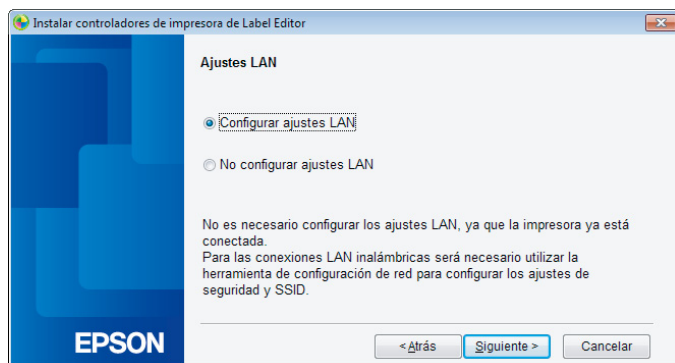 Instalar controladores de impresora de Label Editor
Ajustes LAN
Configurar ajustes LAN
No configurar ajustes LAN
No es necesario configurar los ajustes LAN, ya que la impresora ya está
conectada.
Para las conexiones LAN inalámbricas será necesario utilizar la
herramienta de configuración de red para configurar los ajustes de
seguridad y SSID.
EPSON
< Atrás
Siguiente >
Cancelar